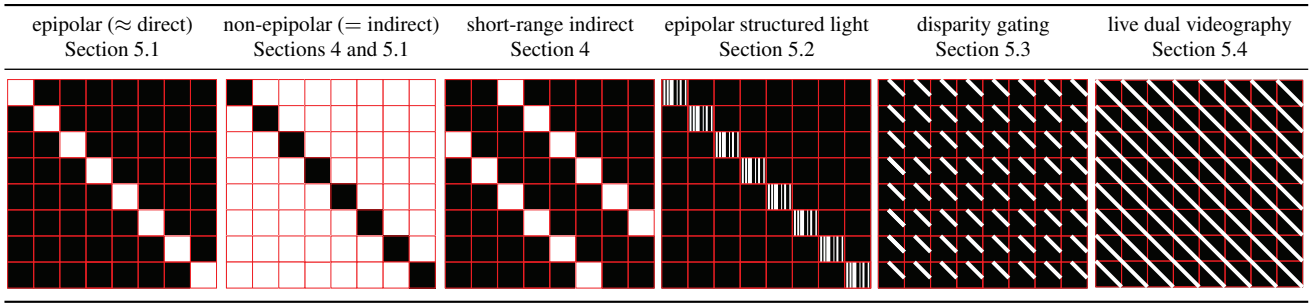 epipolar (≈ direct)
Section 5.1
non-epipolar (= indirect)
Sections 4 and 5.1
short-range indirect
Section 4
epipolar structured light
Section 5.2
disparity gating
Section 5.3
live dual videography
Section 5.4